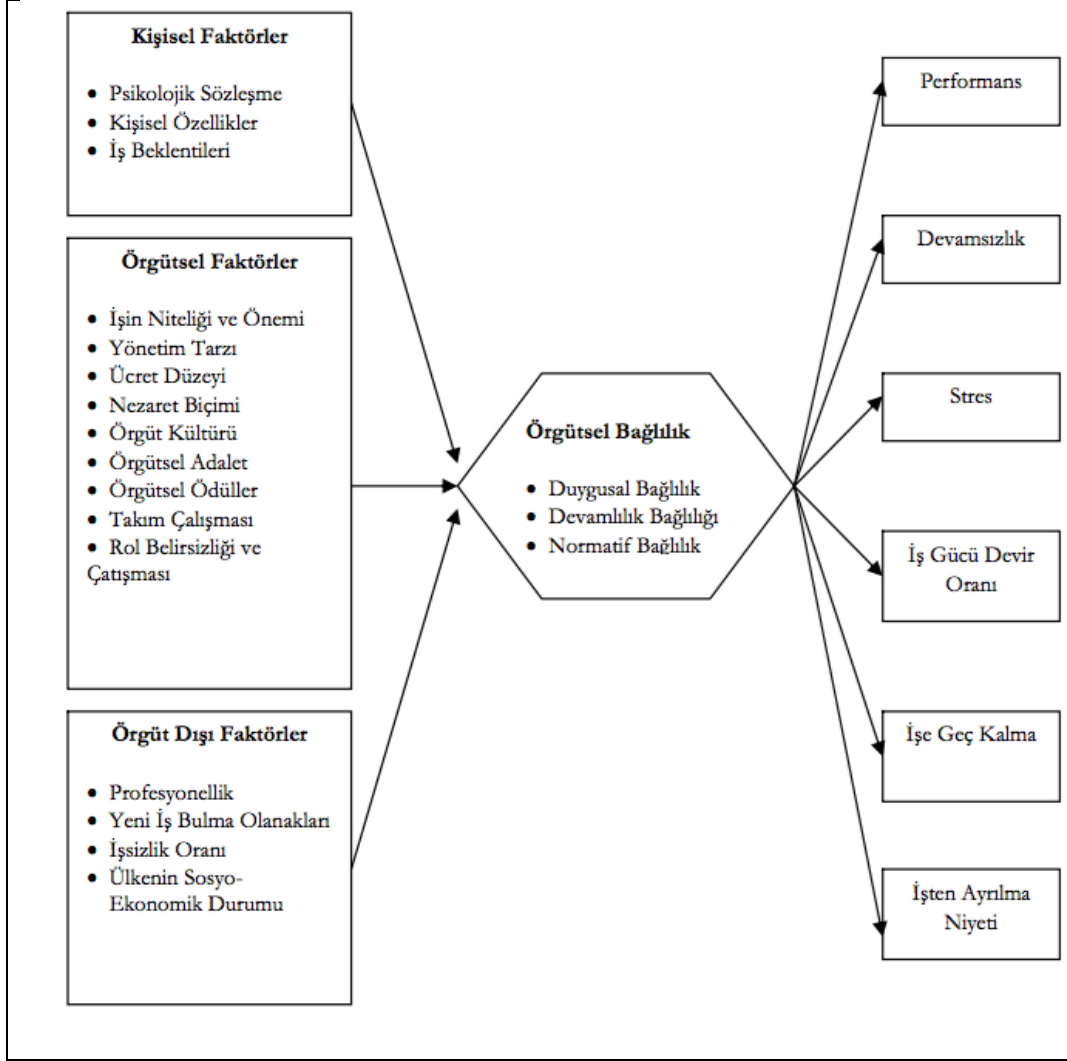 Kişisel Faktörler
• Psikolojik Sözleşme
• Kişisel Özellikler
• İş Beklentileri
Örgütsel Faktörler
• İşin Niteliği ve Önemi
• Yönetim Tarzı
• Ücret Düzeyi
• Nezaret Biçimi
• Örgüt Kültürü
• Örgütsel Adalet
• Örgütsel Ödüller
• Takım Çalışması
• Rol Belirsizliği ve
Çatışması
Örgüt Dışı Faktörler
• Profesyonellik
• Yeni İş Bulma Olanakları
• İşsizlik Oranı
• Ülkenin Sosyo-
Ekonomik Durumu
Örgütsel Bağlılık
• Duygusal Bağlılık
• Devamlılık Bağlılığı
• Normatif Bağlılık
Performans
Devamsızlık
Stres
İş Gücü Devir
Oranı
İşe Geç Kalma
İşten Ayrılma
Niyeti